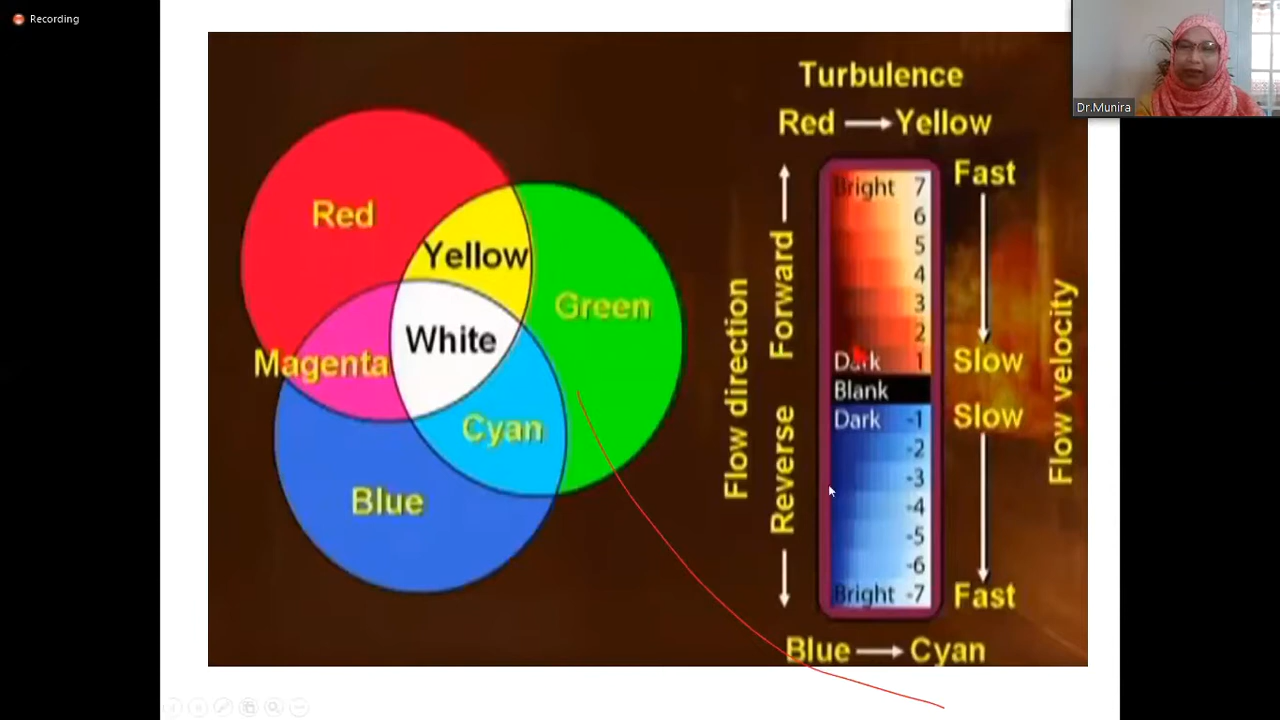 Recording
Dr.Munira
Turbulence
Red → Yellow
Red
Yellow
Green
White
Magenta
Cyan
Blue
Flow direction
Forward
Reverse
Bright 7
6
5
4
3
2
Dark 1
Blank
Dark -1
-2
-3
-4
-5
-6
Bright -7
Fast
Slow
Slow
Fast
Flow velocity
Blue → Cyan